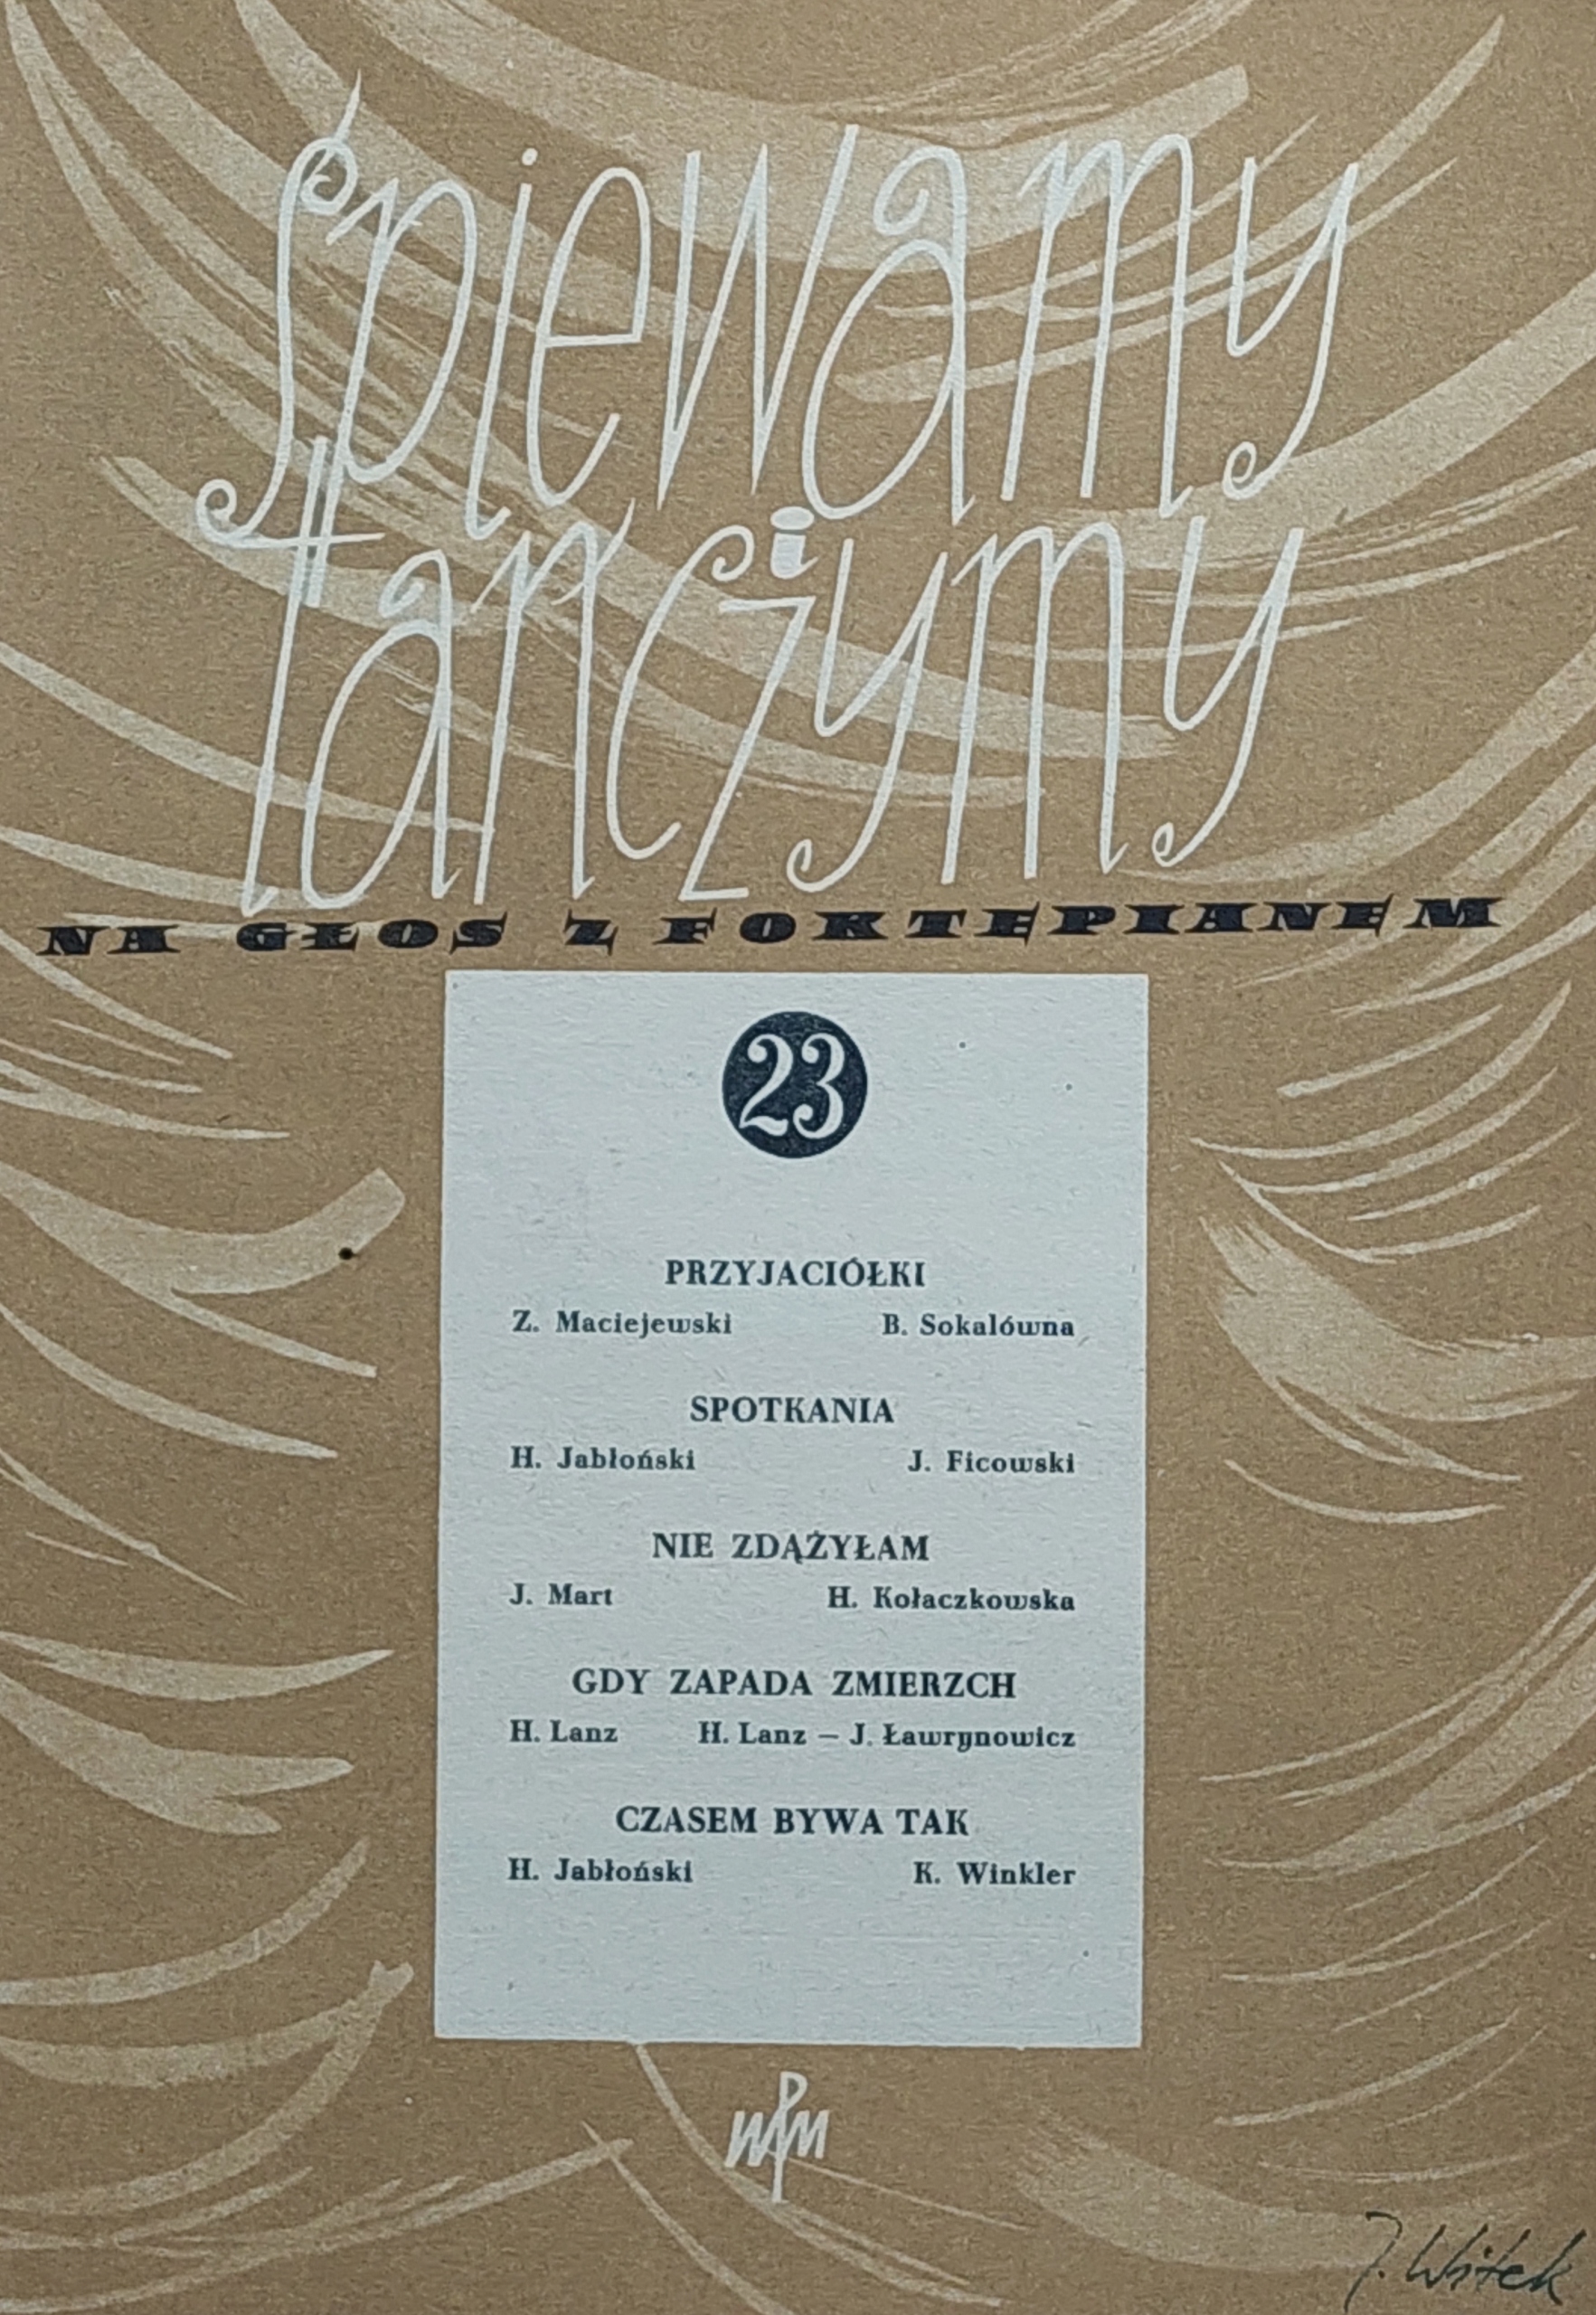 śpiewamy
i
tańczymy
NA GŁOS Z FORTEPIANEM
23
PRZYJACIÓŁKI
Z. Maciejewski B. Sokalówna
SPOTKANIA
H. Jabłoński J. Ficowski
NIE ZDĄŻYŁAM
J. Mart H. Kołaczkowska
GDY ZAPADA ZMIERZCH
H. Lanz H. Lanz – J. Ławrynowicz
CZASEM BYWA TAK
H. Jabłoński K. Winkler
PWM
J. Witek